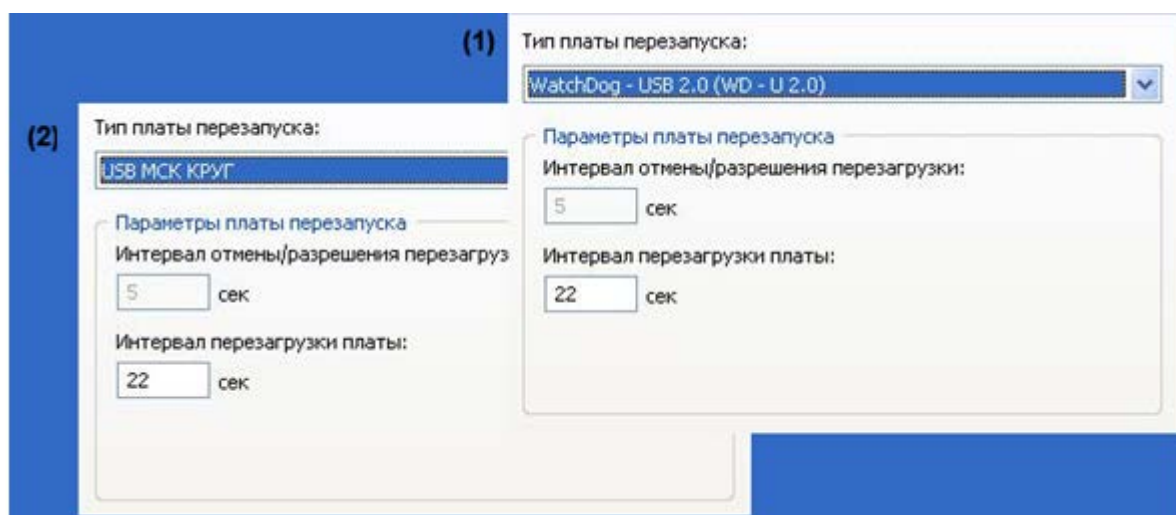 (1)
Тип платы перезапуска:
WatchDog - USB 2.0 (WD - U 2.0)
Параметры платы перезапуска
Интервал отмены/разрешения перезагрузки:
5 сек
Интервал перезагрузки платы:
22 сек
(2)
Тип платы перезапуска:
USB МСК КРУГ
Параметры платы перезапуска
Интервал отмены/разрешения перезагруз
5 сек
Интервал перезагрузки платы:
22 сек